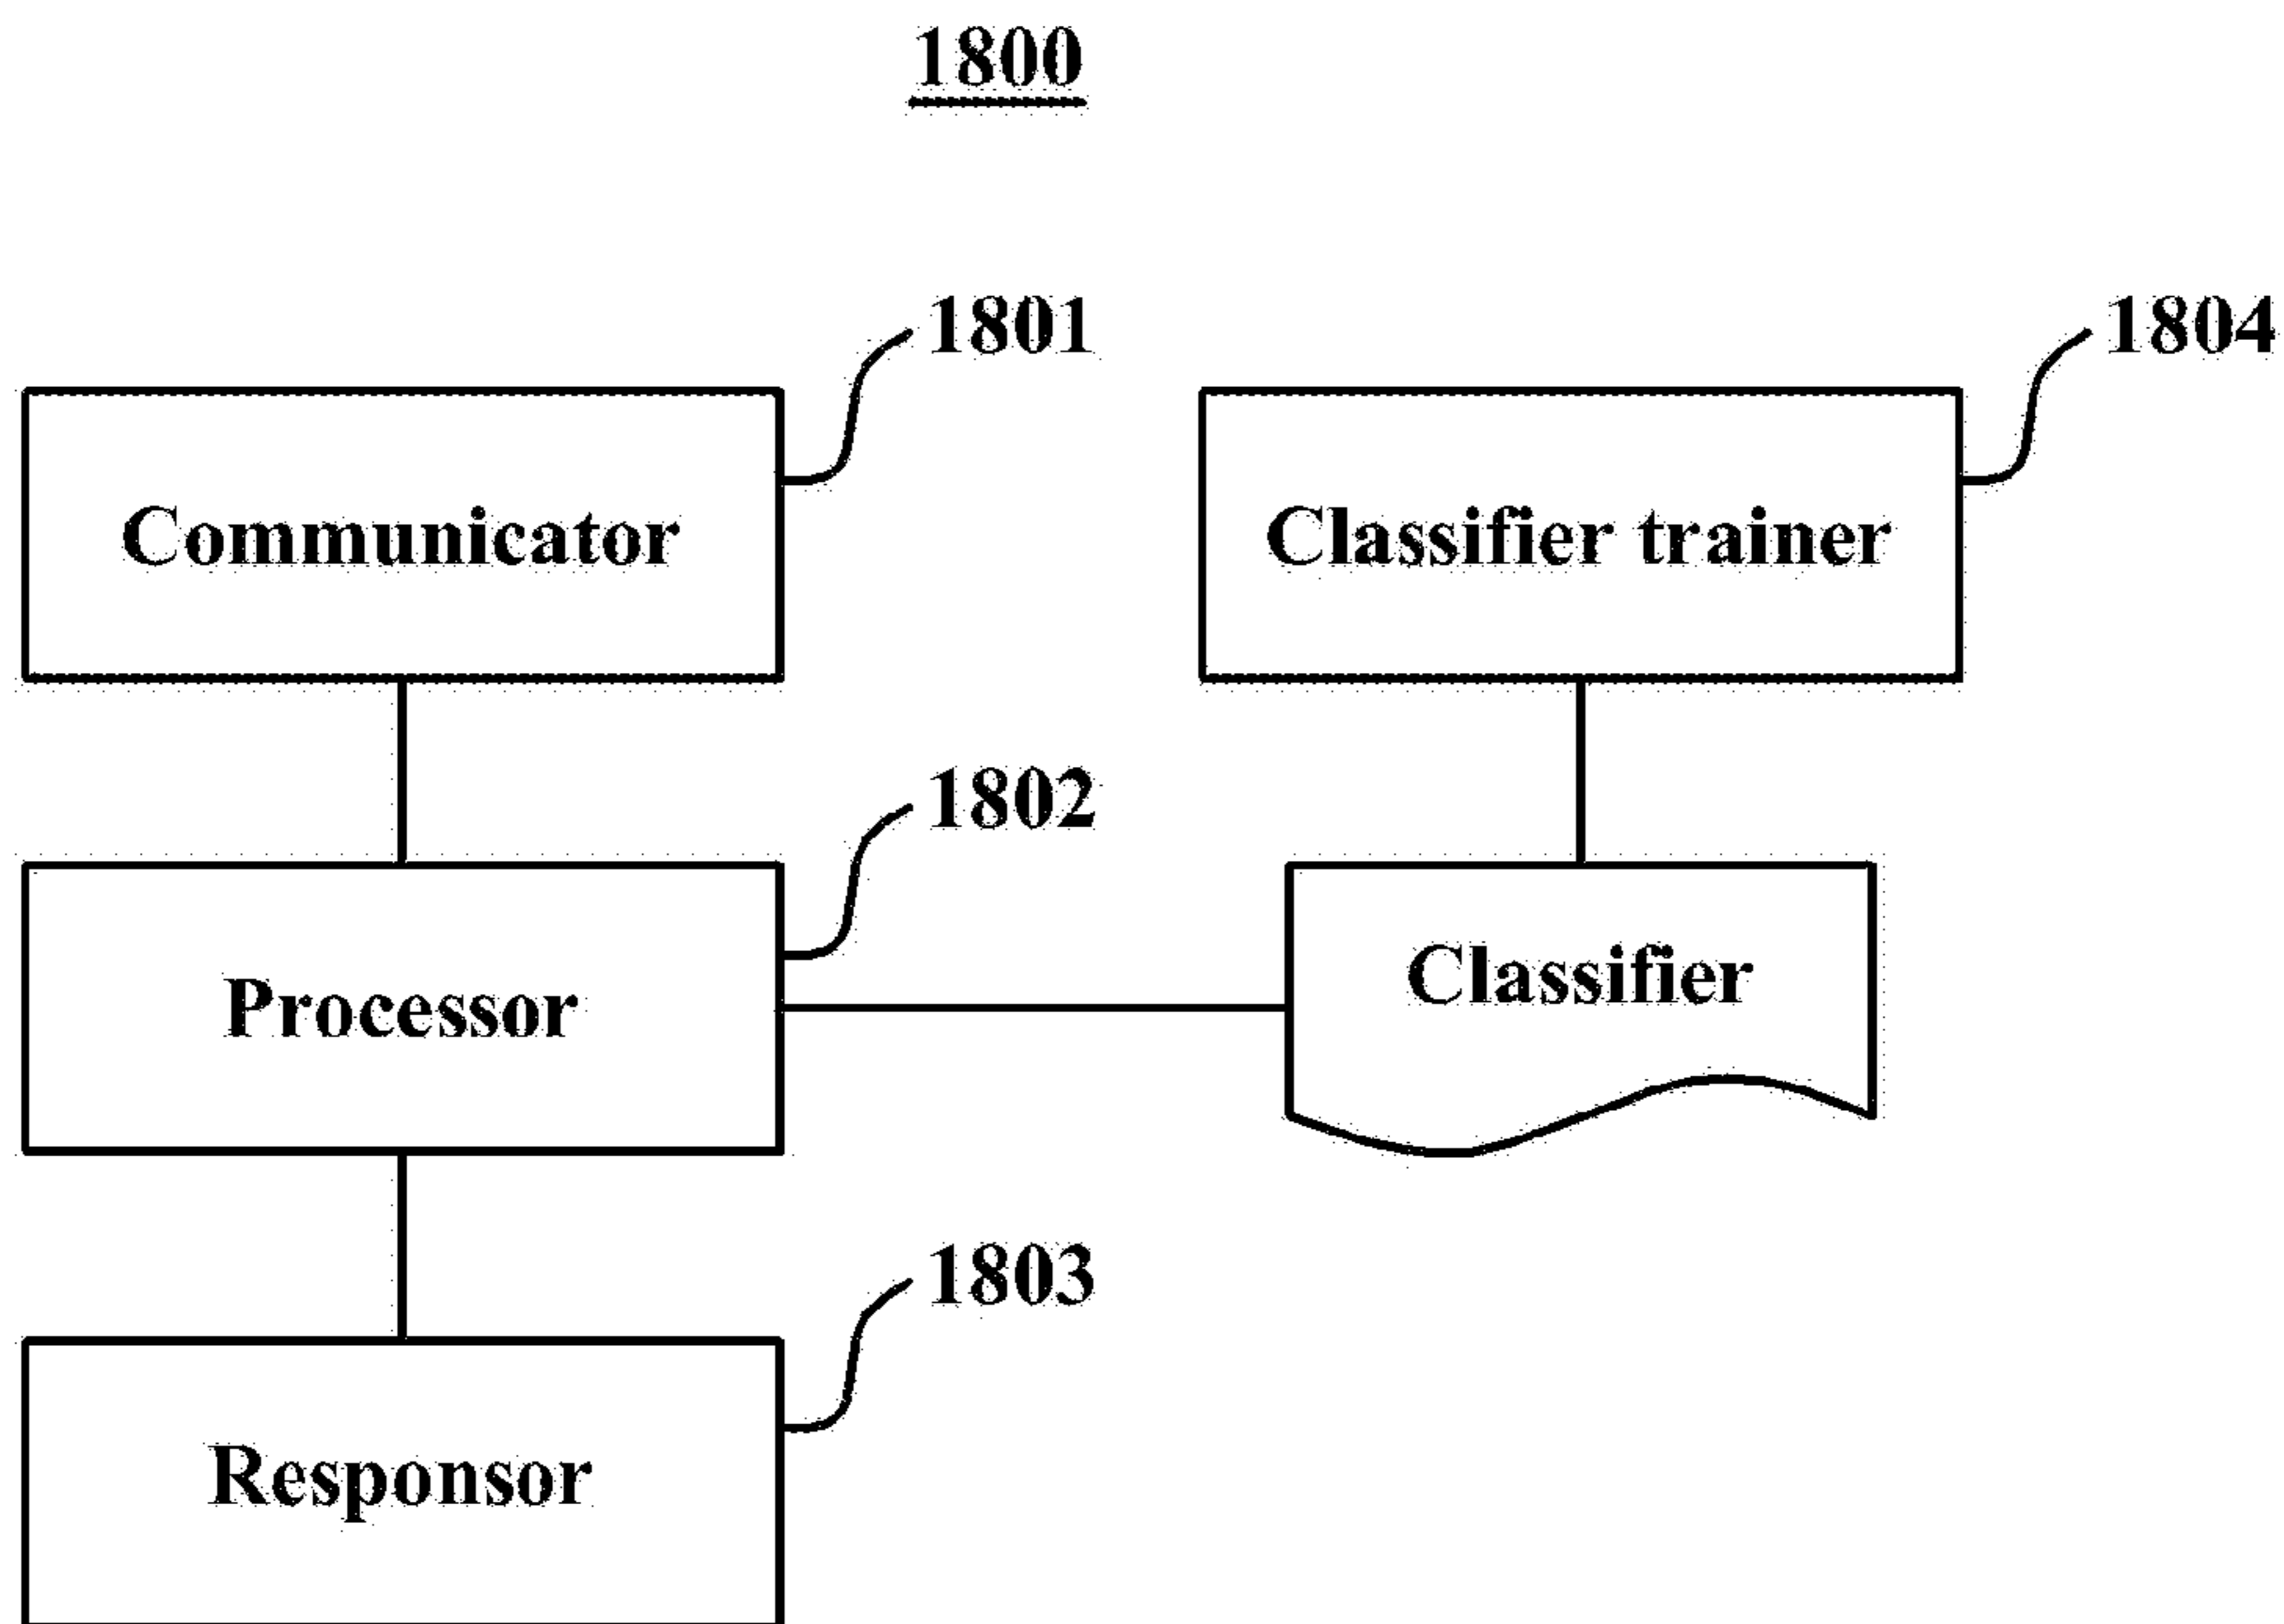 1800
1801
1804
Communicator
Classifier trainer
1802
Classifier
Processor
1803
Responsor